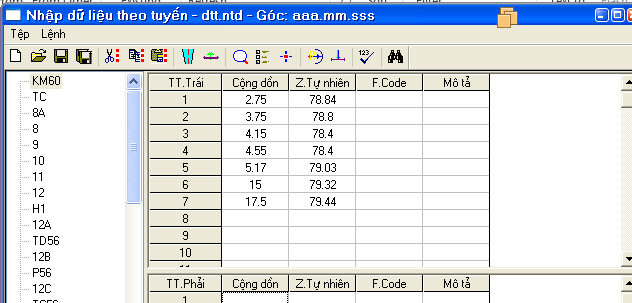 Nhập dữ liệu theo tuyến - dtt.ntd - Góc: aaa.mm.sss
Tệp Lệnh
KM60
TC
8A
8
9
10
11
12
H1
12A
TD56
12B
P56
12C
TT.Trái Cộng dồn Z.Tự nhiên F.Code Mô tả
1 2.75 78.84
2 3.75 78.8
3 4.15 78.4
4 4.55 78.4
5 5.17 79.03
6 15 79.32
7 17.5 79.44
8
9
10
TT.Phải Cộng dồn Z.Tự nhiên F.Code Mô tả
1